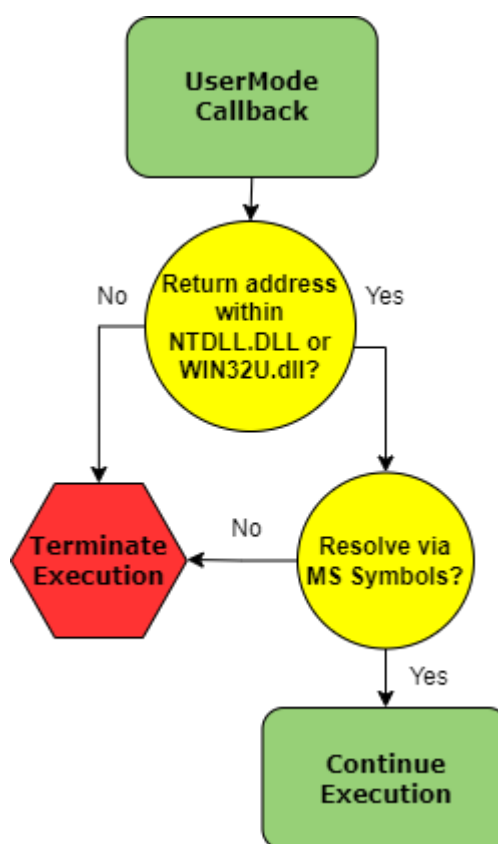 UserMode
Callback
No
Return address
within
NTDLL.DLL or
WIN32U.dll?
Yes
Terminate
Execution
No
Resolve via
MS Symbols?
Yes
Continue
Execution